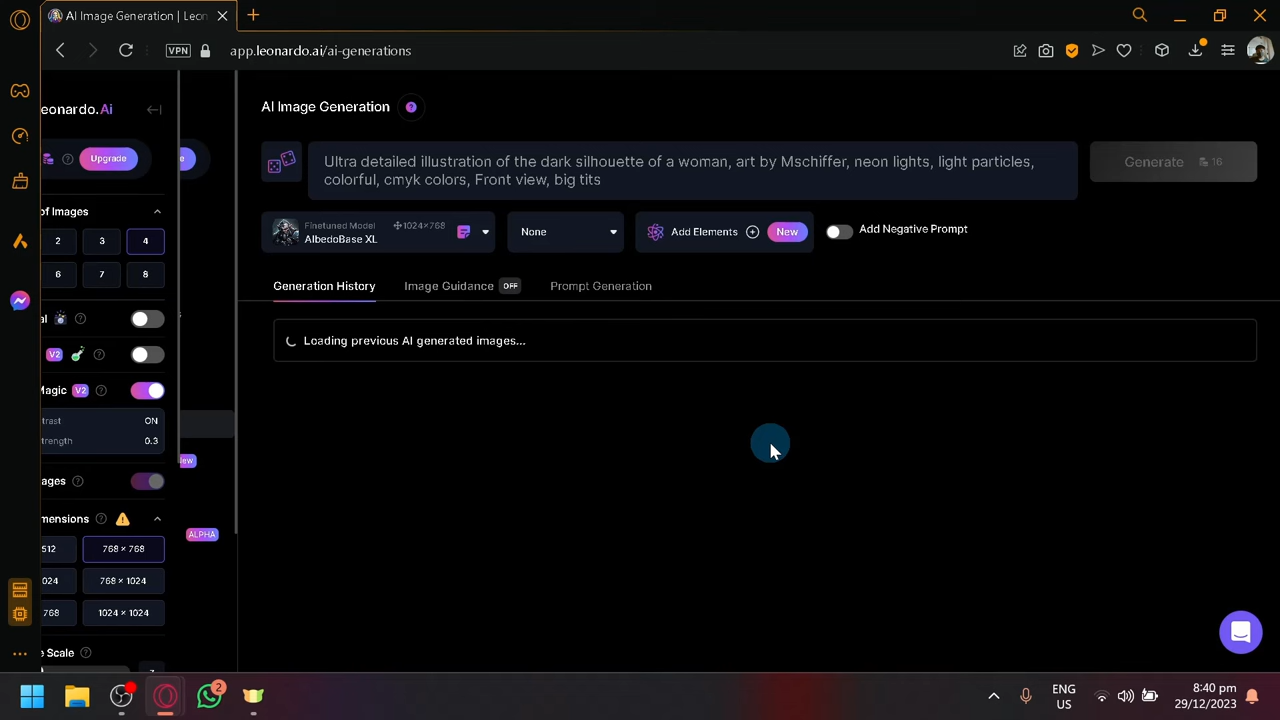 AI Image Generation | Leon
app.leonardo.ai/ai-generations
VPN
eonardo.Ai
Upgrade
e
of Images
2 3 4
6 7 8
al
V2
Magic V2
trast ON
trength 0.3
ages
mensions
512 768 × 768
024 768 × 1024
768 1024 × 1024
e Scale
7
s
ew
ALPHA
AI Image Generation ?
Ultra detailed illustration of the dark silhouette of a woman, art by Mschiffer, neon lights, light particles,
colorful, cmyk colors, Front view, big tits
Generate 16
Finetuned Model 1024×768
AlbedoBase XL
None
Add Elements New
Add Negative Prompt
Generation History Image Guidance OFF Prompt Generation
Loading previous AI generated images...
2
ENG
US
8:40 pm
29/12/2023